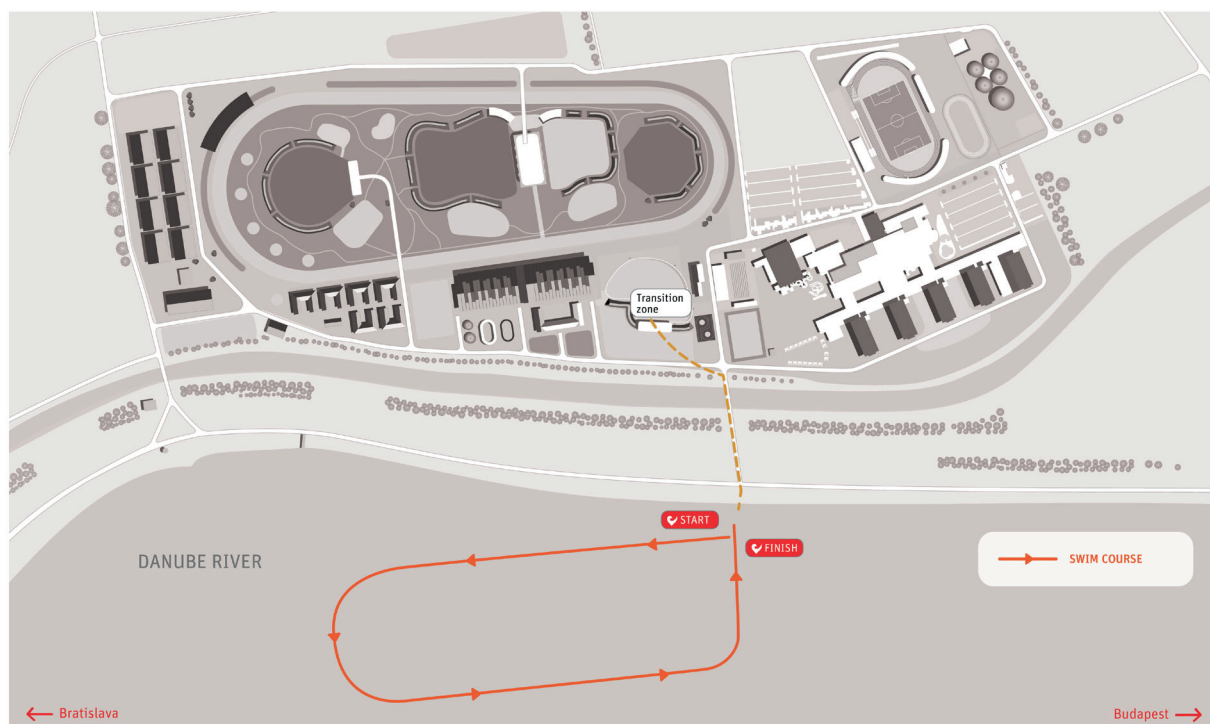 Transition
zone
START
FINISH
DANUBE RIVER
SWIM COURSE
Bratislava
Budapest